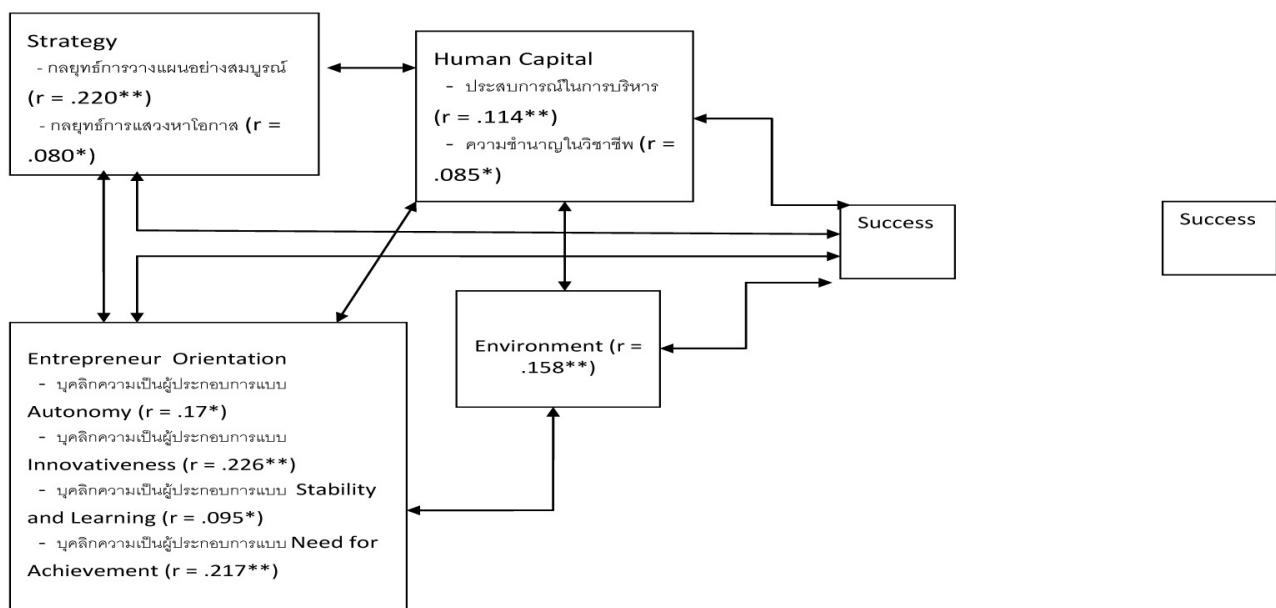 Strategy
- กลยุทธ์การวางแผนอย่างสมบูรณ์
(r = .220**)
- กลยุทธ์การแสวงหาโอกาส (r =
.080*)
Human Capital
- ประสบการณ์ในการบริหาร
(r = .114**)
- ความชำนาญในวิชาชีพ (r =
.085*)
Success
Success
Environment (r =
.158**)
Entrepreneur Orientation
- บุคลิกความเป็นผู้ประกอบการแบบ
Autonomy (r = .17*)
- บุคลิกความเป็นผู้ประกอบการแบบ
Innovativeness (r = .226**)
- บุคลิกความเป็นผู้ประกอบการแบบ Stability
and Learning (r = .095*)
- บุคลิกความเป็นผู้ประกอบการแบบ Need for
Achievement (r = .217**)